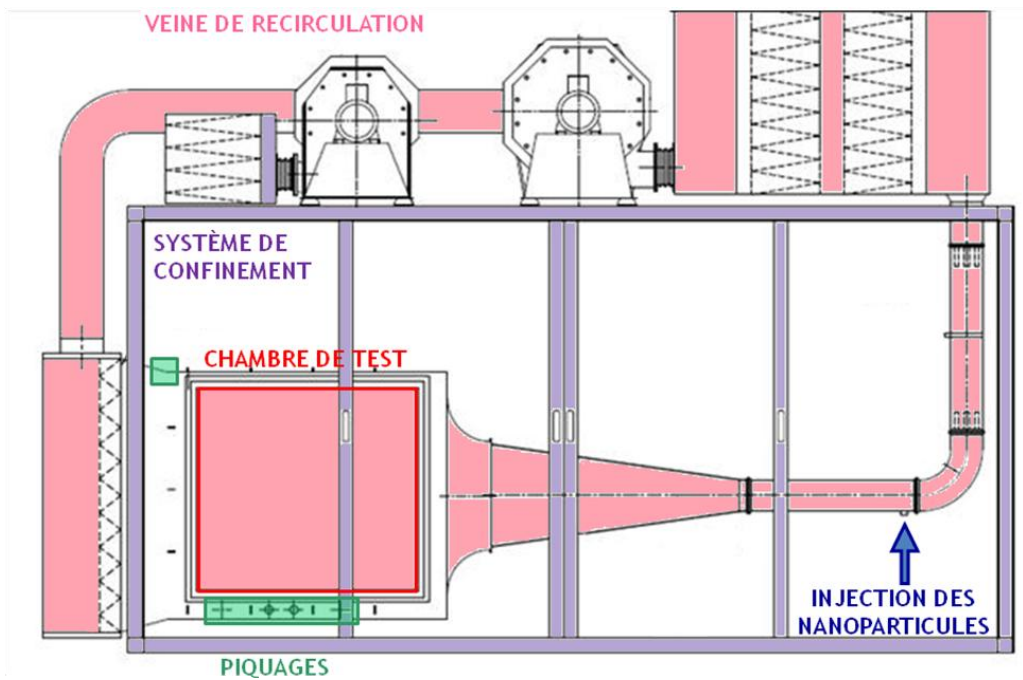 VEINE DE RECIRCULATION
SYSTÈME DE
CONFINEMENT
CHAMBRE DE TEST
INJECTION DES
NANOPARTICULES
PIQUAGES